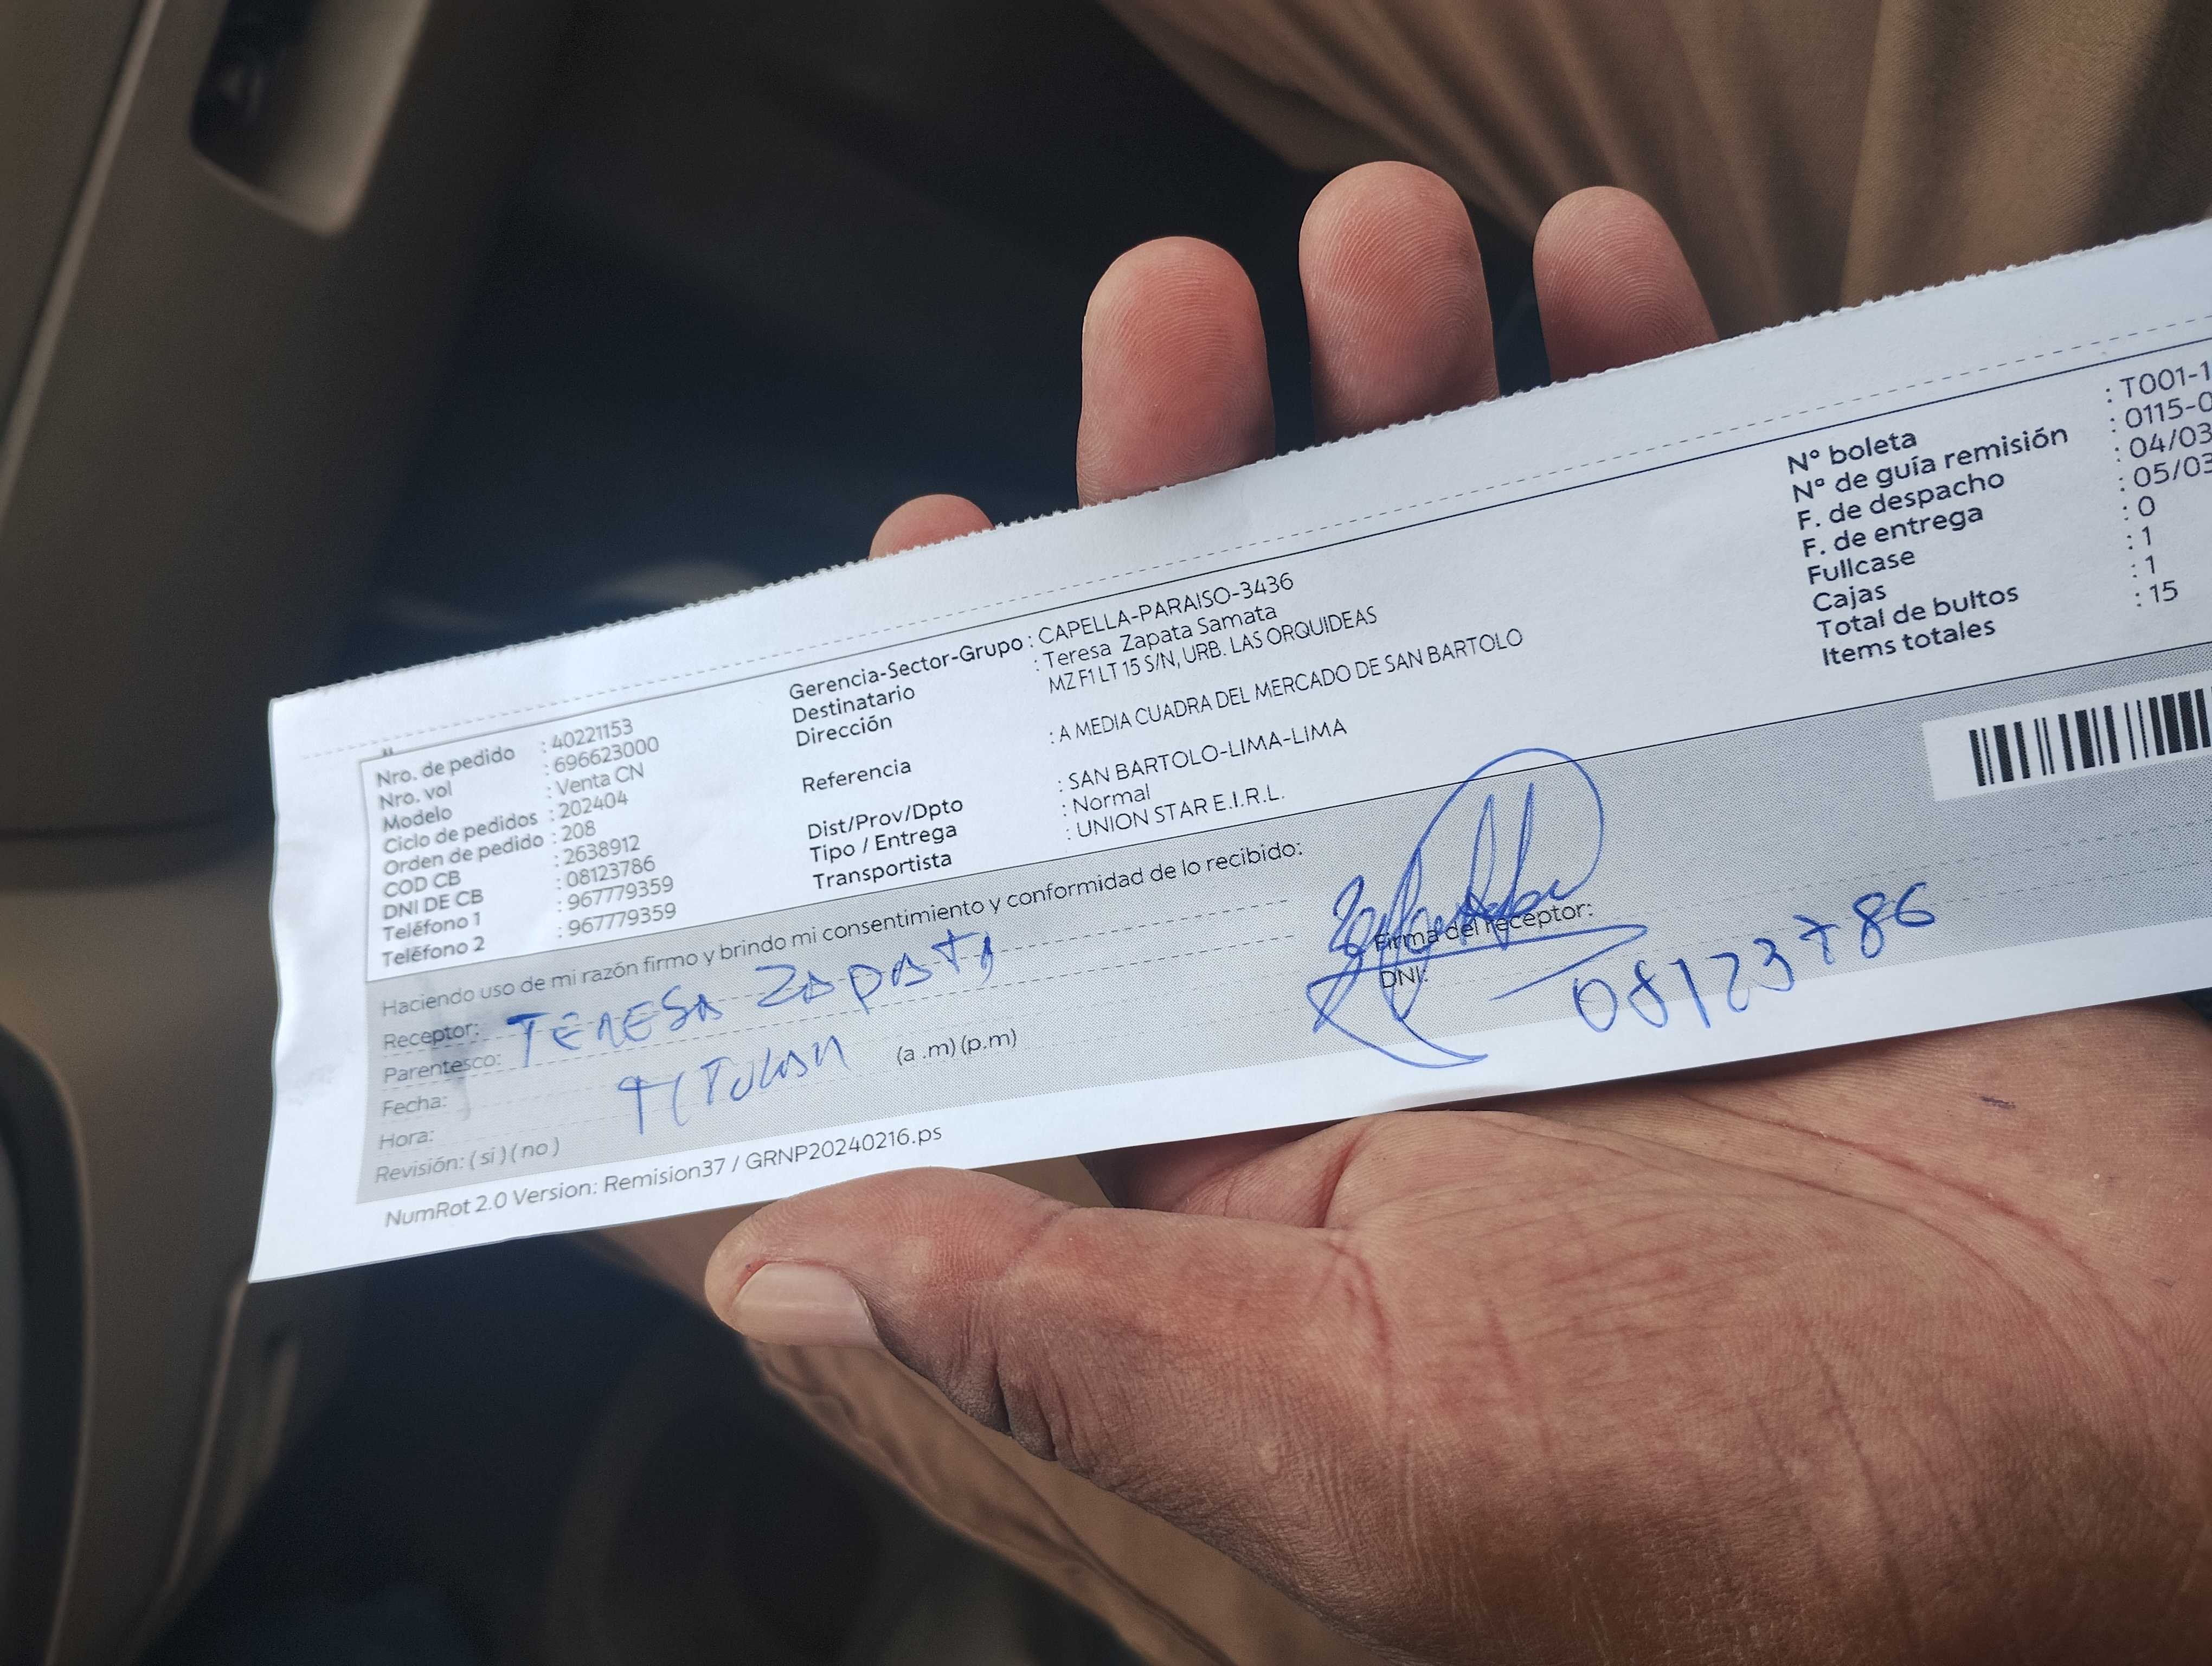 Nro. de pedido : 40221153
Nro. vol : 696623000
Modelo : Venta CN
Ciclo de pedidos : 202404
Orden de pedido : 208
COD CB : 2638912
DNI DE CB : 08123786
Teléfono 1 : 967779359
Teléfono 2 : 967779359
Gerencia-Sector-Grupo : CAPELLA-PARAISO-3436
Destinatario : Teresa Zapata Samata
Dirección MZ F1 LT 15 S/N, URB. LAS ORQUIDEAS
Referencia : A MEDIA CUADRA DEL MERCADO DE SAN BARTOLO
Dist/Prov/Dpto : SAN BARTOLO-LIMA-LIMA
Tipo / Entrega : Normal
Transportista : UNION STAR E.I.R.L.
N° boleta : T001-1
N° de guía remisión : 0115-0
F. de despacho : 04/03
F. de entrega : 05/03
Fullcase : 0
Cajas : 1
Total de bultos : 1
Items totales : 15
Haciendo uso de mi razón firmo y brindo mi consentimiento y conformidad de lo recibido:
Receptor: TERESA Zapata
Parentesco: TITULAR
Fecha:
Hora: (a .m) (p.m)
Revisión: ( si ) ( no )
Firma del receptor:
DNI: 08123786
NumRot 2.0 Version: Remision37 / GRNP20240216.ps